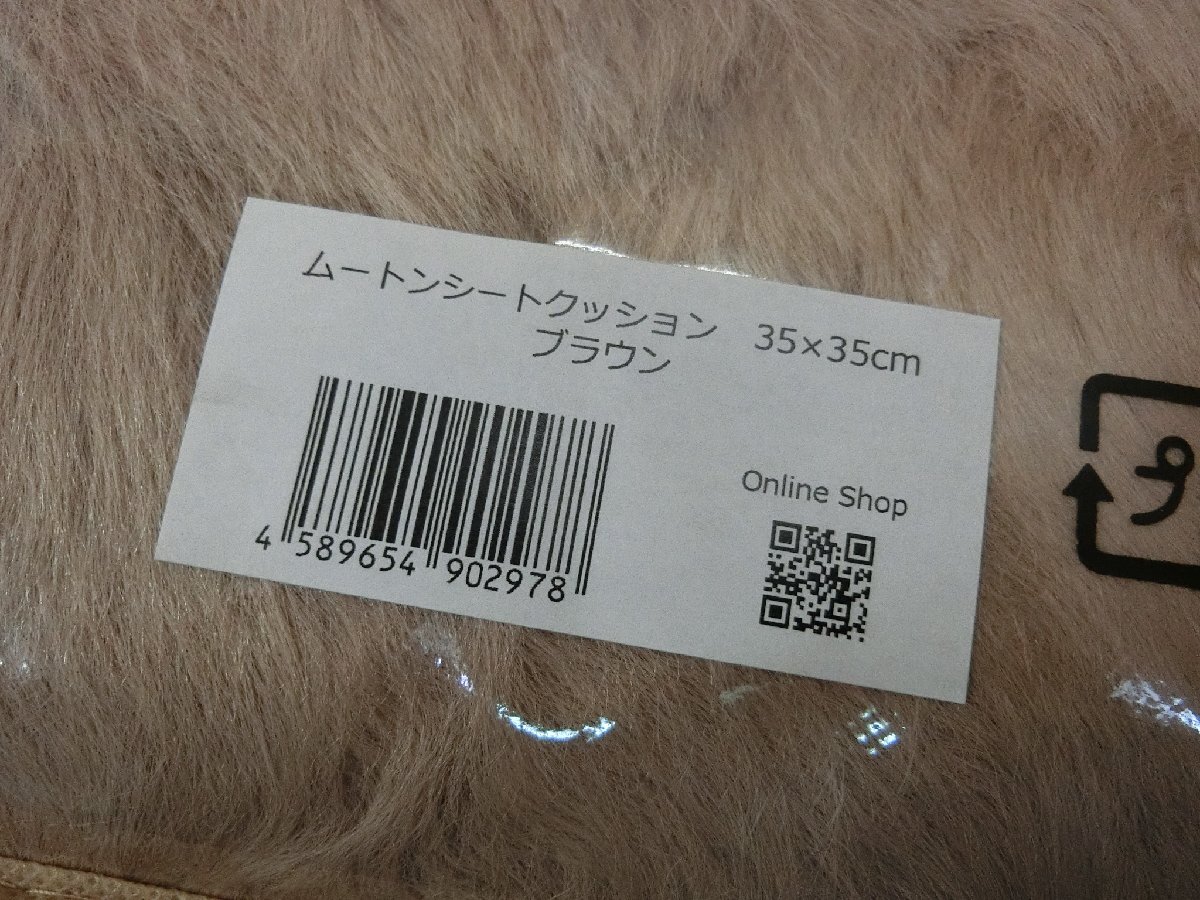 ムートンシートクッション 35×35cm
ブラウン
4 589654 902978
Online Shop